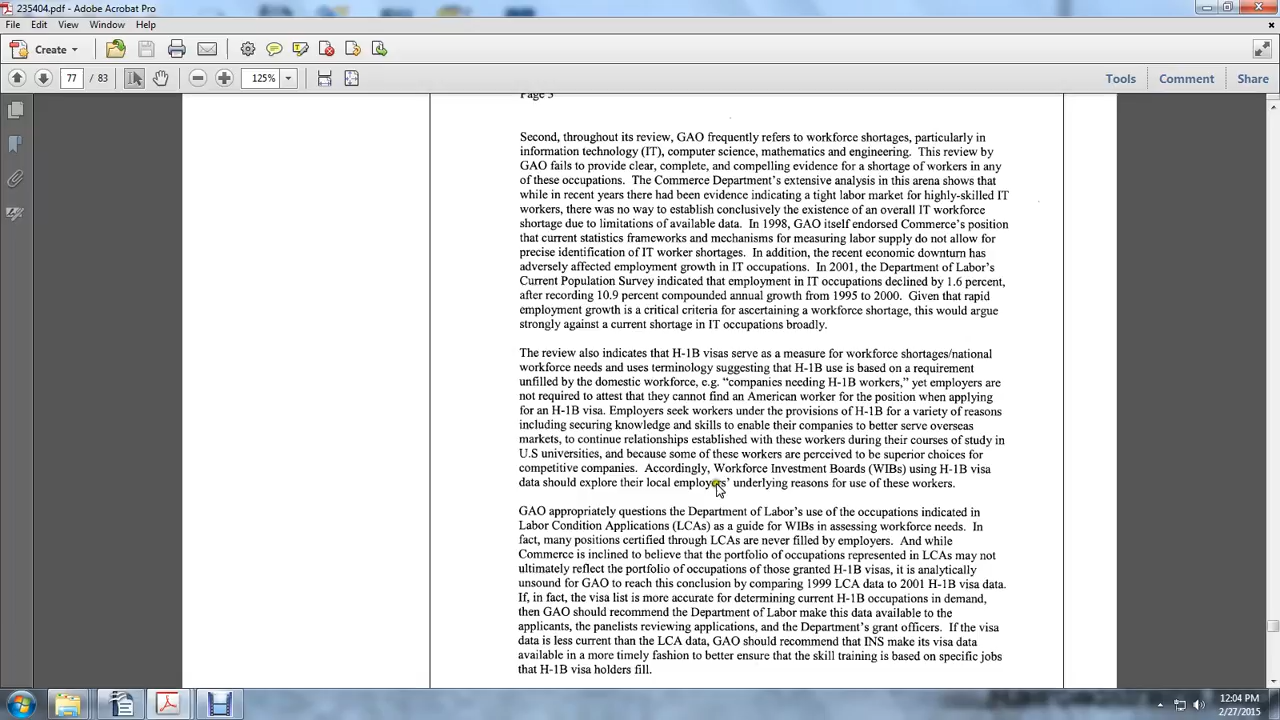 235404.pdf - Adobe Acrobat Pro
File Edit View Window Help
Create
77 / 83 125% Tools Comment Share
Page 3
Second, throughout its review, GAO frequently refers to workforce shortages, particularly in
information technology (IT), computer science, mathematics and engineering. This review by
GAO fails to provide clear, complete, and compelling evidence for a shortage of workers in any
of these occupations. The Commerce Department's extensive analysis in this arena shows that
while in recent years there had been evidence indicating a tight labor market for highly-skilled IT
workers, there was no way to establish conclusively the existence of an overall IT workforce
shortage due to limitations of available data. In 1998, GAO itself endorsed Commerce's position
that current statistics frameworks and mechanisms for measuring labor supply do not allow for
precise identification of IT worker shortages. In addition, the recent economic downturn has
adversely affected employment growth in IT occupations. In 2001, the Department of Labor's
Current Population Survey indicated that employment in IT occupations declined by 1.6 percent,
after recording 10.9 percent compounded annual growth from 1995 to 2000. Given that rapid
employment growth is a critical criteria for ascertaining a workforce shortage, this would argue
strongly against a current shortage in IT occupations broadly.
The review also indicates that H-1B visas serve as a measure for workforce shortages/national
workforce needs and uses terminology suggesting that H-1B use is based on a requirement
unfilled by the domestic workforce, e.g. "companies needing H-1B workers," yet employers are
not required to attest that they cannot find an American worker for the position when applying
for an H-1B visa. Employers seek workers under the provisions of H-1B for a variety of reasons
including securing knowledge and skills to enable their companies to better serve overseas
markets, to continue relationships established with these workers during their courses of study in
U.S universities, and because some of these workers are perceived to be superior choices for
competitive companies. Accordingly, Workforce Investment Boards (WIBs) using H-1B visa
data should explore their local employers' underlying reasons for use of these workers.
GAO appropriately questions the Department of Labor's use of the occupations indicated in
Labor Condition Applications (LCAs) as a guide for WIBs in assessing workforce needs. In
fact, many positions certified through LCAs are never filled by employers. And while
Commerce is inclined to believe that the portfolio of occupations represented in LCAs may not
ultimately reflect the portfolio of occupations of those granted H-1B visas, it is analytically
unsound for GAO to reach this conclusion by comparing 1999 LCA data to 2001 H-1B visa data.
If, in fact, the visa list is more accurate for determining current H-1B occupations in demand,
then GAO should recommend the Department of Labor make this data available to the
applicants, the panelists reviewing applications, and the Department's grant officers. If the visa
data is less current than the LCA data, GAO should recommend that INS make its visa data
available in a more timely fashion to better ensure that the skill training is based on specific jobs
that H-1B visa holders fill.
12:04 PM
2/27/2015